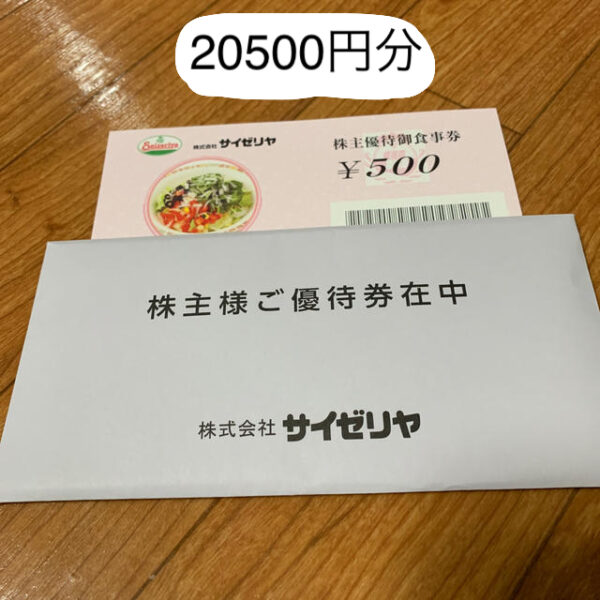 20500円分
Saizeriya
株式会社 サイゼリヤ
株主優待御食事券
¥500
株主様ご優待券在中
株式会社 サイゼリヤ